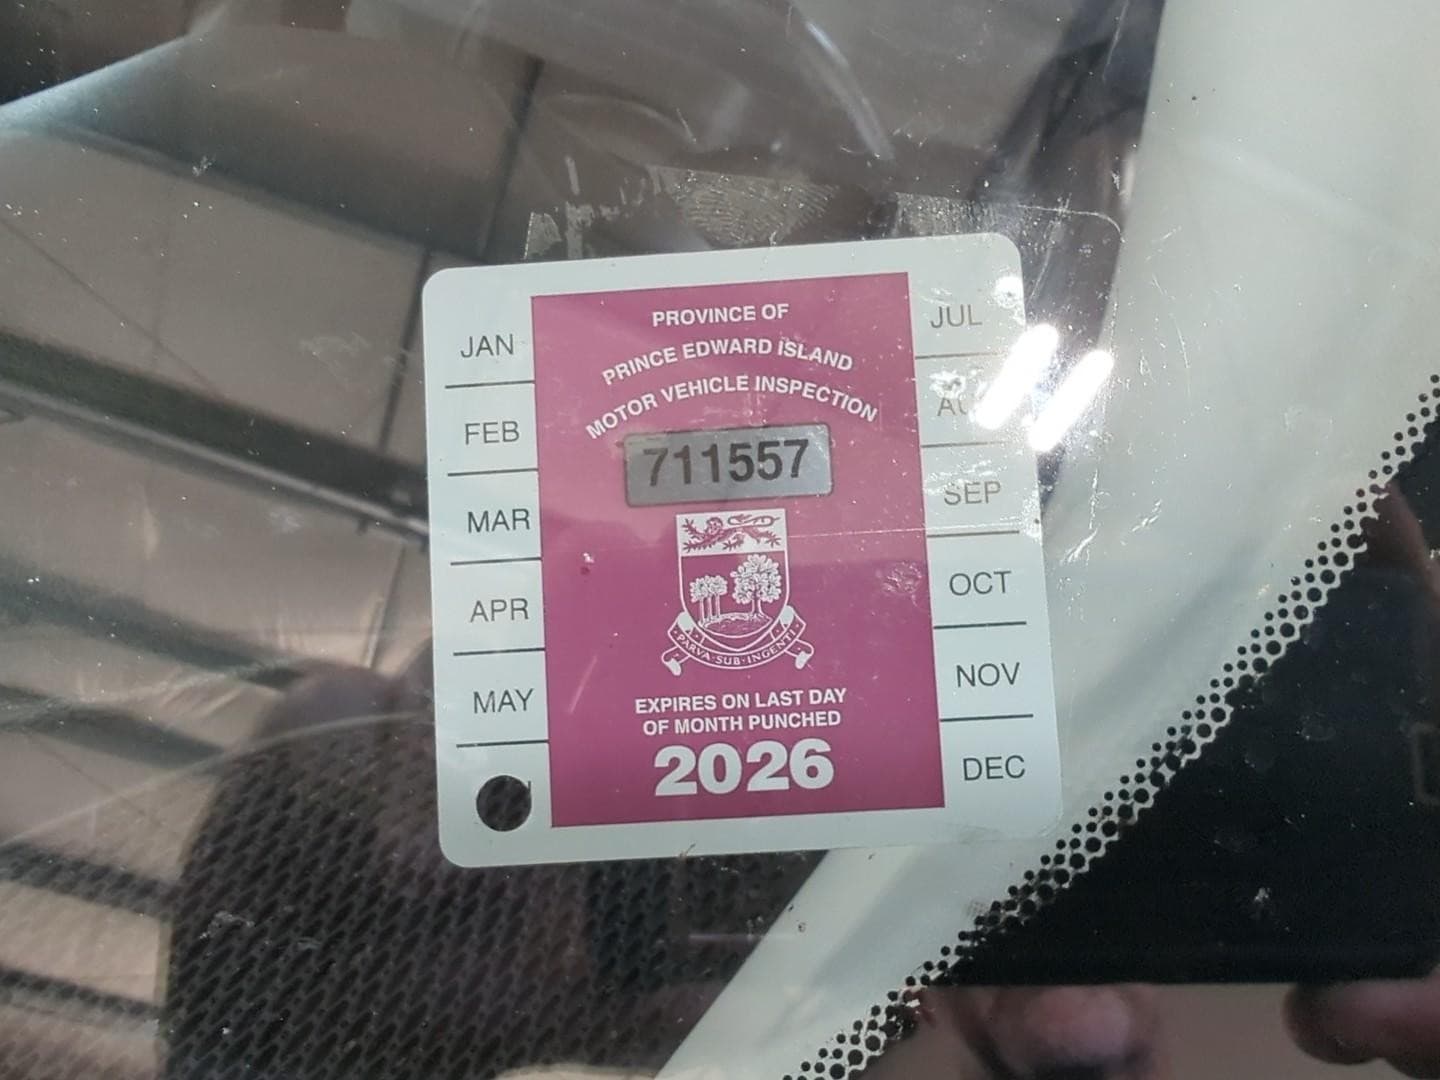 PROVINCE OF
PRINCE EDWARD ISLAND
MOTOR VEHICLE INSPECTION
711557
PARVA·SUB·INGENTI
EXPIRES ON LAST DAY
OF MONTH PUNCHED
2026
JAN
FEB
MAR
APR
MAY
JUL
SEP
OCT
NOV
DEC